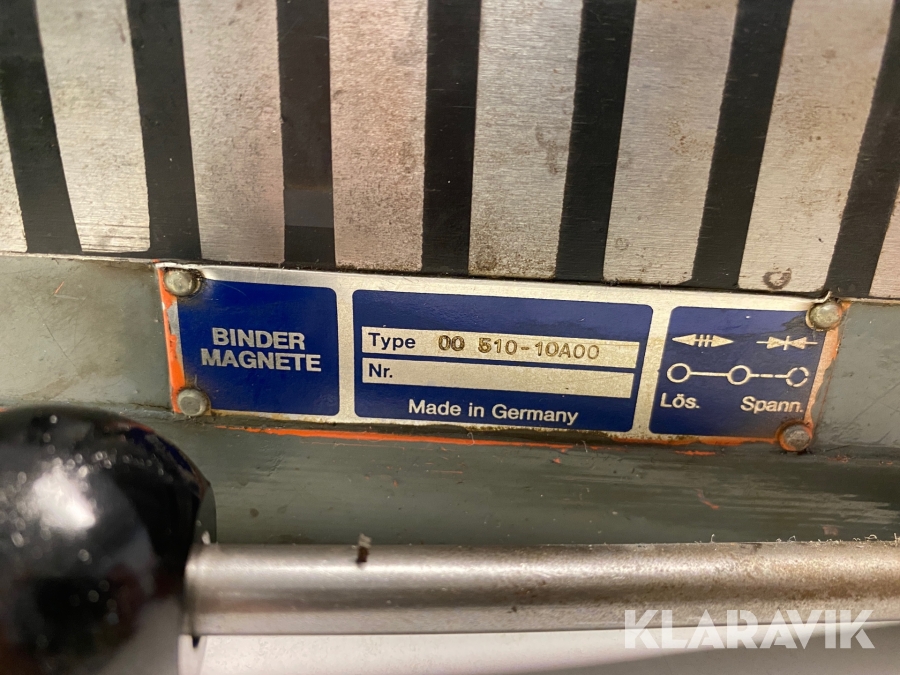 BINDER
MAGNETE
Type 00 510-10A00
Nr.
Made in Germany
Lös. Spann.
KLARAVIK